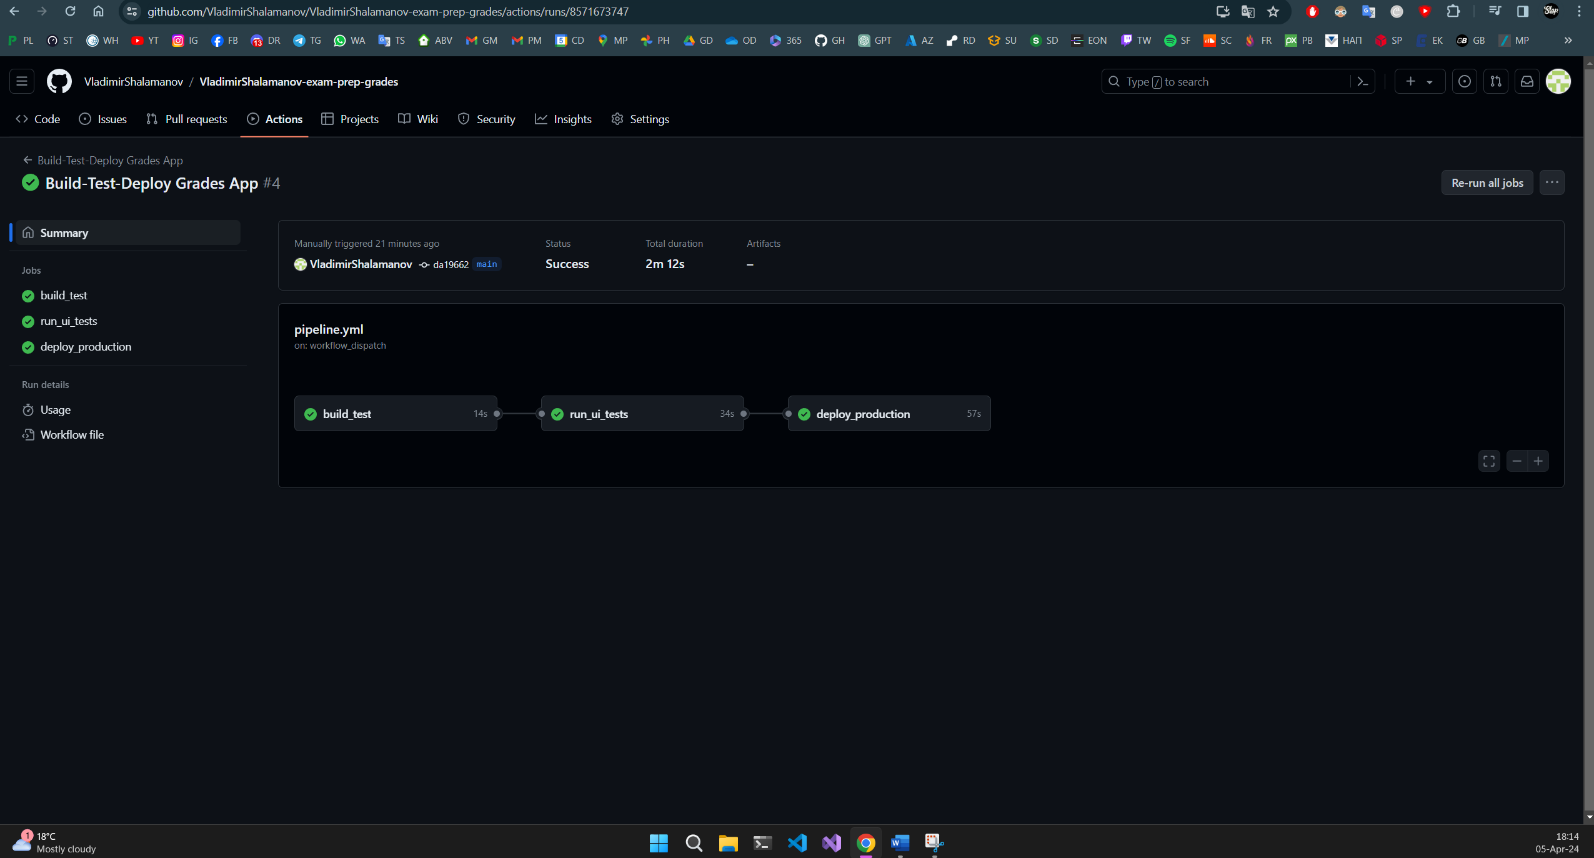 github.com/VladimirShalamanov/VladimirShalamanov-exam-prep-grades/actions/runs/8571673747
PL ST WH YT IG FB DR TG WA TS ABV GM PM CD MP PH GD OD 365 GH GPT AZ RD SU SD EON TW SF SC FR PB НАП SP EK GB MP »
VladimirShalamanov / VladimirShalamanov-exam-prep-grades
Type / to search
Code Issues Pull requests Actions Projects Wiki Security Insights Settings
Build-Test-Deploy Grades App
Build-Test-Deploy Grades App #4
Re-run all jobs
Summary
Jobs
build_test
run_ui_tests
deploy_production
Run details
Usage
Workflow file
Manually triggered 21 minutes ago Status Total duration Artifacts
VladimirShalamanov da19662 main Success 2m 12s –
pipeline.yml
on: workflow_dispatch
build_test 14s run_ui_tests 34s deploy_production 57s
1
18°C
Mostly cloudy
18:14
05-Apr-24